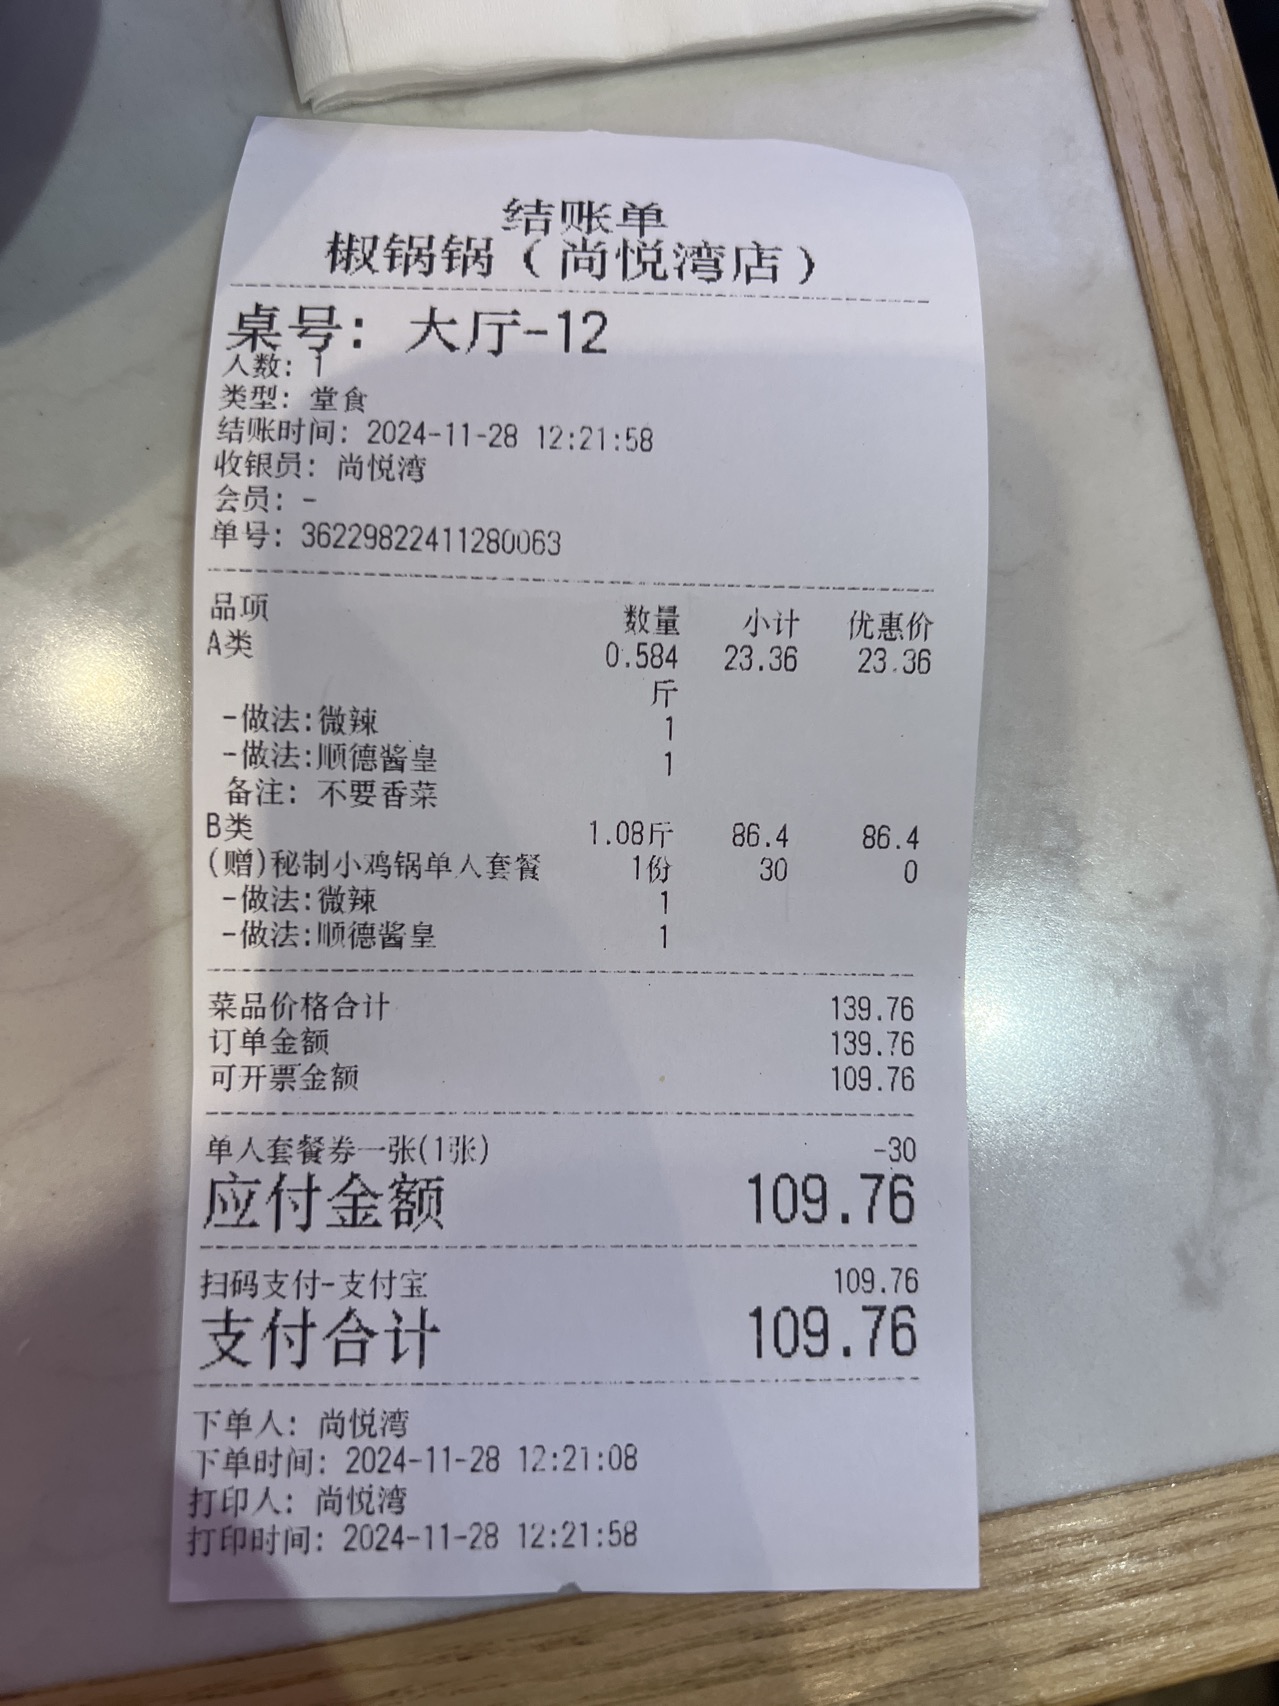 结账单
椒锅锅（尚悦湾店）
桌号：大厅-12
人数：1
类型：堂食
结账时间：2024-11-28 12:21:58
收银员：尚悦湾
会员：-
单号：36229822411280063
品项 数量 小计 优惠价
A类 0.584斤 23.36 23.36
-做法:微辣 1
-做法:顺德酱皇 1
备注：不要香菜
B类 1.08斤 86.4 86.4
(赠)秘制小鸡锅单人套餐 1份 30 0
-做法:微辣 1
-做法:顺德酱皇 1
菜品价格合计 139.76
订单金额 139.76
可开票金额 109.76
单人套餐券一张(1张) -30
应付金额 109.76
扫码支付-支付宝 109.76
支付合计 109.76
下单人：尚悦湾
下单时间：2024-11-28 12:21:08
打印人：尚悦湾
打印时间：2024-11-28 12:21:58